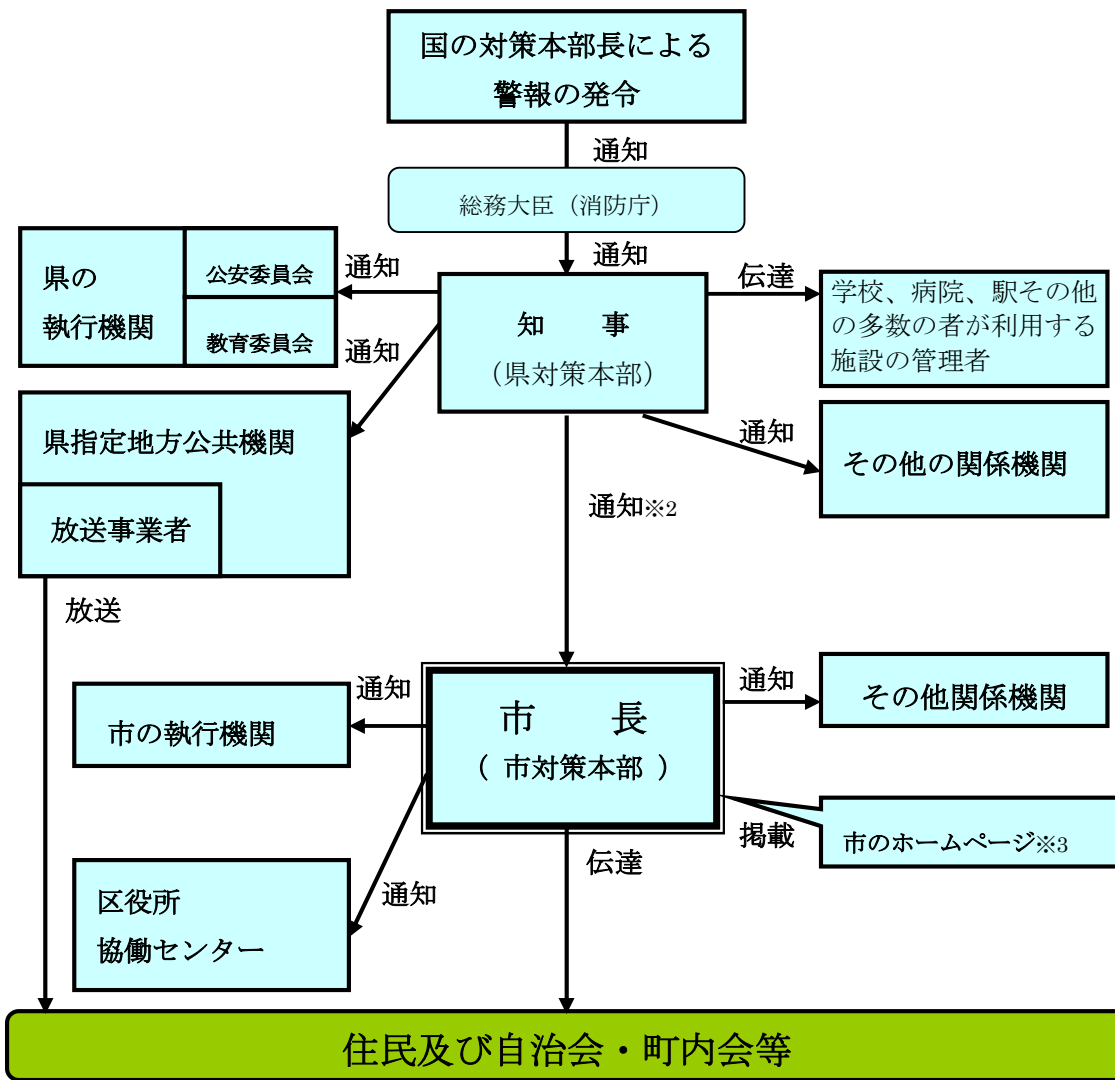 国の対策本部長による
警報の発令
通知
総務大臣（消防庁）
通知
県の
執行機関
公安委員会
教育委員会
通知
通知
知　事
（県対策本部）
伝達
学校、病院、駅その他
の多数の者が利用する
施設の管理者
県指定地方公共機関
放送事業者
通知
その他の関係機関
通知※2
放送
市の執行機関
通知
市　長
（ 市対策本部 ）
通知
その他関係機関
掲載
市のホームページ※3
区役所
協働センター
通知
伝達
住民及び自治会・町内会等